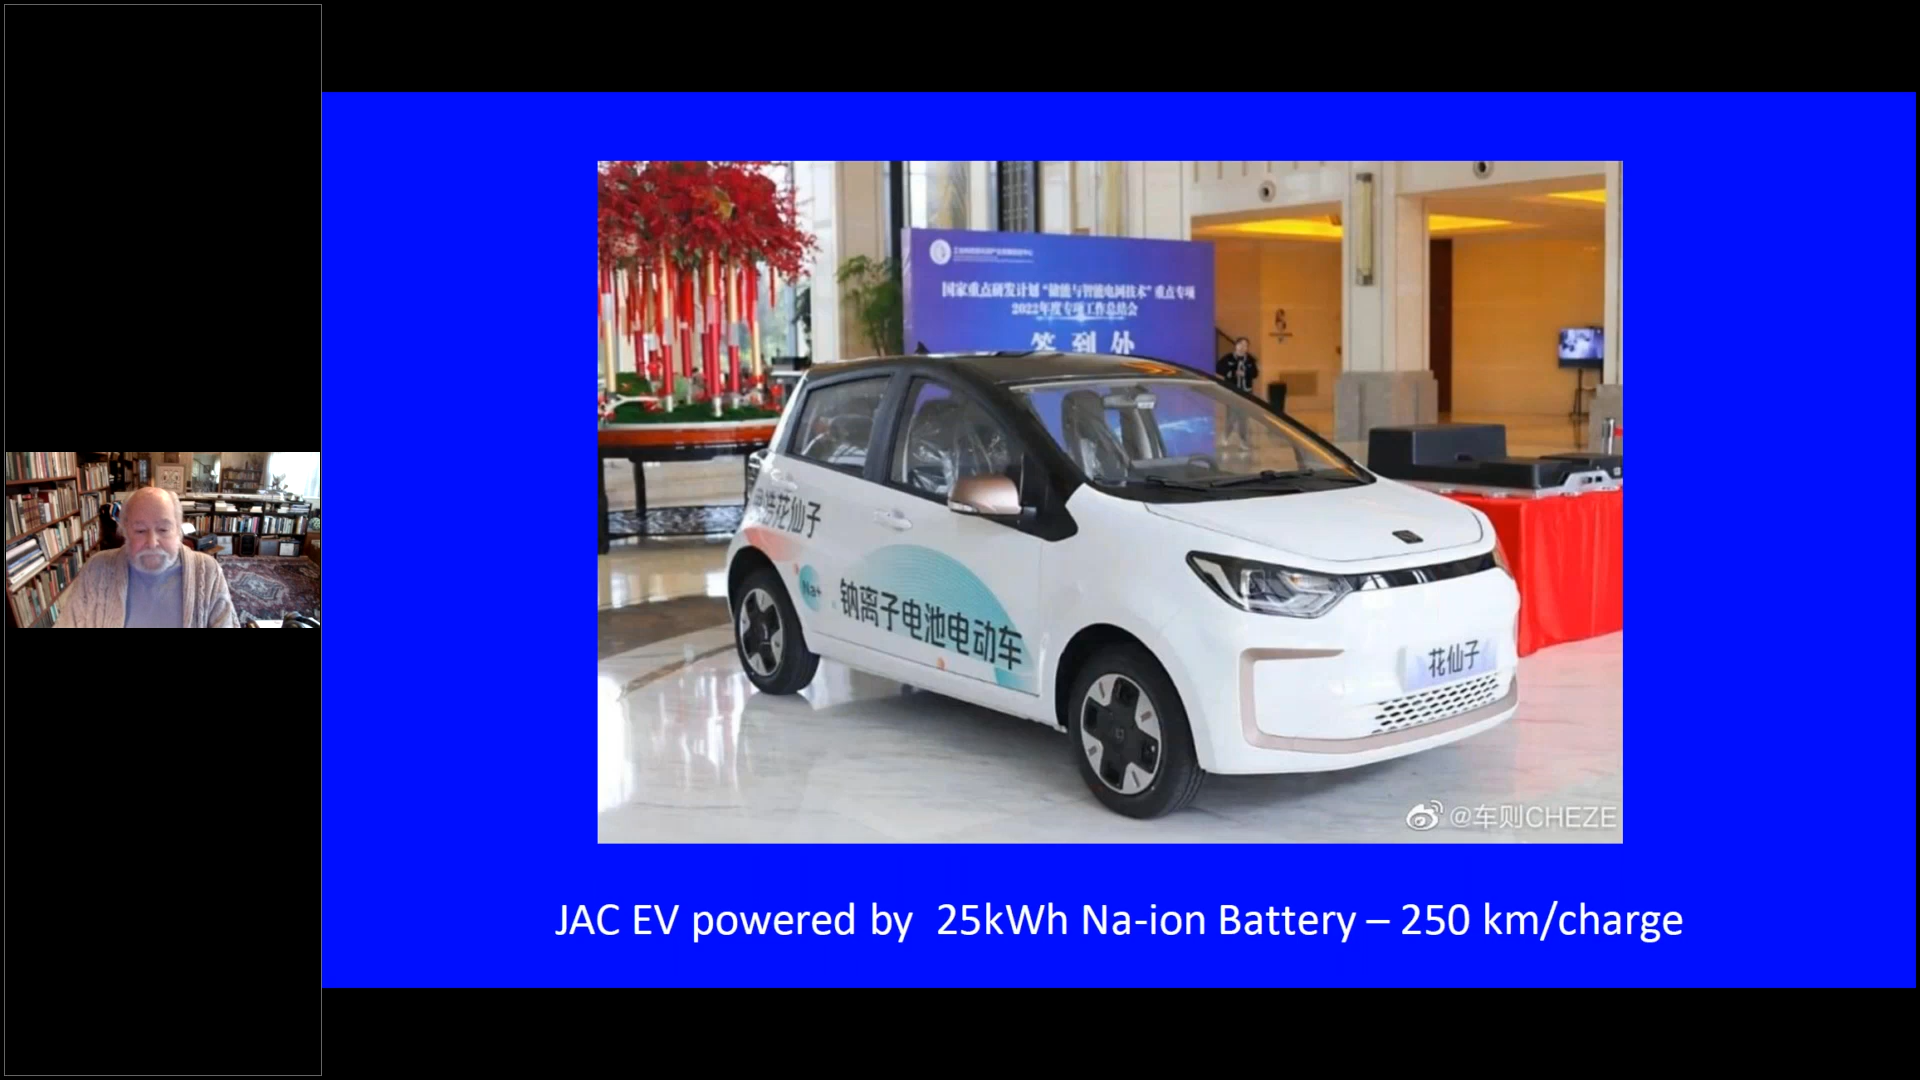 国家重点研发计划“储能与智能电网技术”重点专项
2022年度专项工作总结会
签 到 处
思皓花仙子
Na+
钠离子电池电动车
花仙子
@车则CHEZE
JAC EV powered by 25kWh Na-ion Battery – 250 km/charge